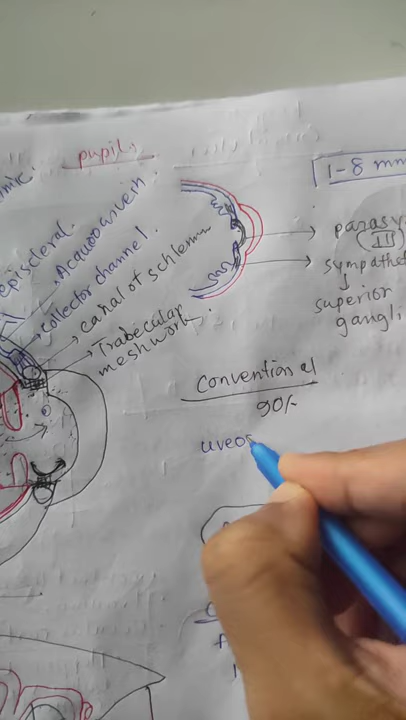 mic.
pupil.
1-8 mm
episcleral
Acquous vein.
collector channel.
canal of schlemm
Trabecular
meshwork.
parasy
III
sympathe
superior
gangli
Conventional
90%
uveos